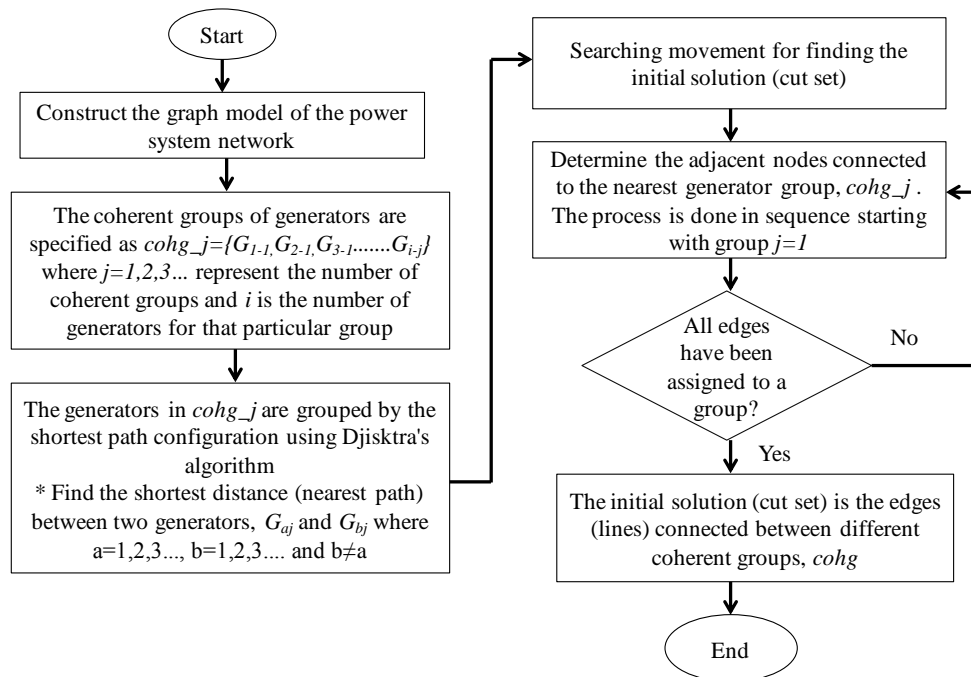 Start
Construct the graph model of the power
system network
The coherent groups of generators are
specified as cohg_j={G1-1,G2-1,G3-1.......Gi-j}
where j=1,2,3... represent the number of
coherent groups and i is the number of
generators for that particular group
The generators in cohg_j are grouped by the
shortest path configuration using Djisktra's
algorithm
* Find the shortest distance (nearest path)
between two generators, Gaj and Gbj where
a=1,2,3..., b=1,2,3.... and b≠a
Searching movement for finding the
initial solution (cut set)
Determine the adjacent nodes connected
to the nearest generator group, cohg_j .
The process is done in sequence starting
with group j=1
All edges
have been
assigned to a
group?
No
Yes
The initial solution (cut set) is the edges
(lines) connected between different
coherent groups, cohg
End